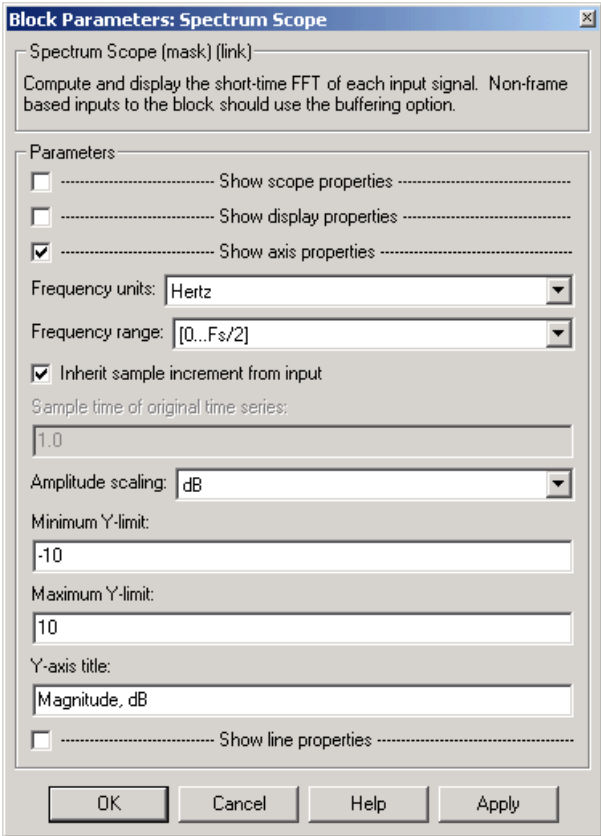 Block Parameters: Spectrum Scope
Spectrum Scope (mask) (link)
Compute and display the short-time FFT of each input signal.  Non-frame
based inputs to the block should use the buffering option.
Parameters
---------------------------- Show scope properties ----------------------------
---------------------------- Show display properties ----------------------------
---------------------------- Show axis properties ----------------------------
Frequency units: Hertz
Frequency range: [0...Fs/2]
Inherit sample increment from input
Sample time of original time series:
1.0
Amplitude scaling: dB
Minimum Y-limit:
-10
Maximum Y-limit:
10
Y-axis title:
Magnitude, dB
---------------------------- Show line properties ----------------------------
OK Cancel Help Apply